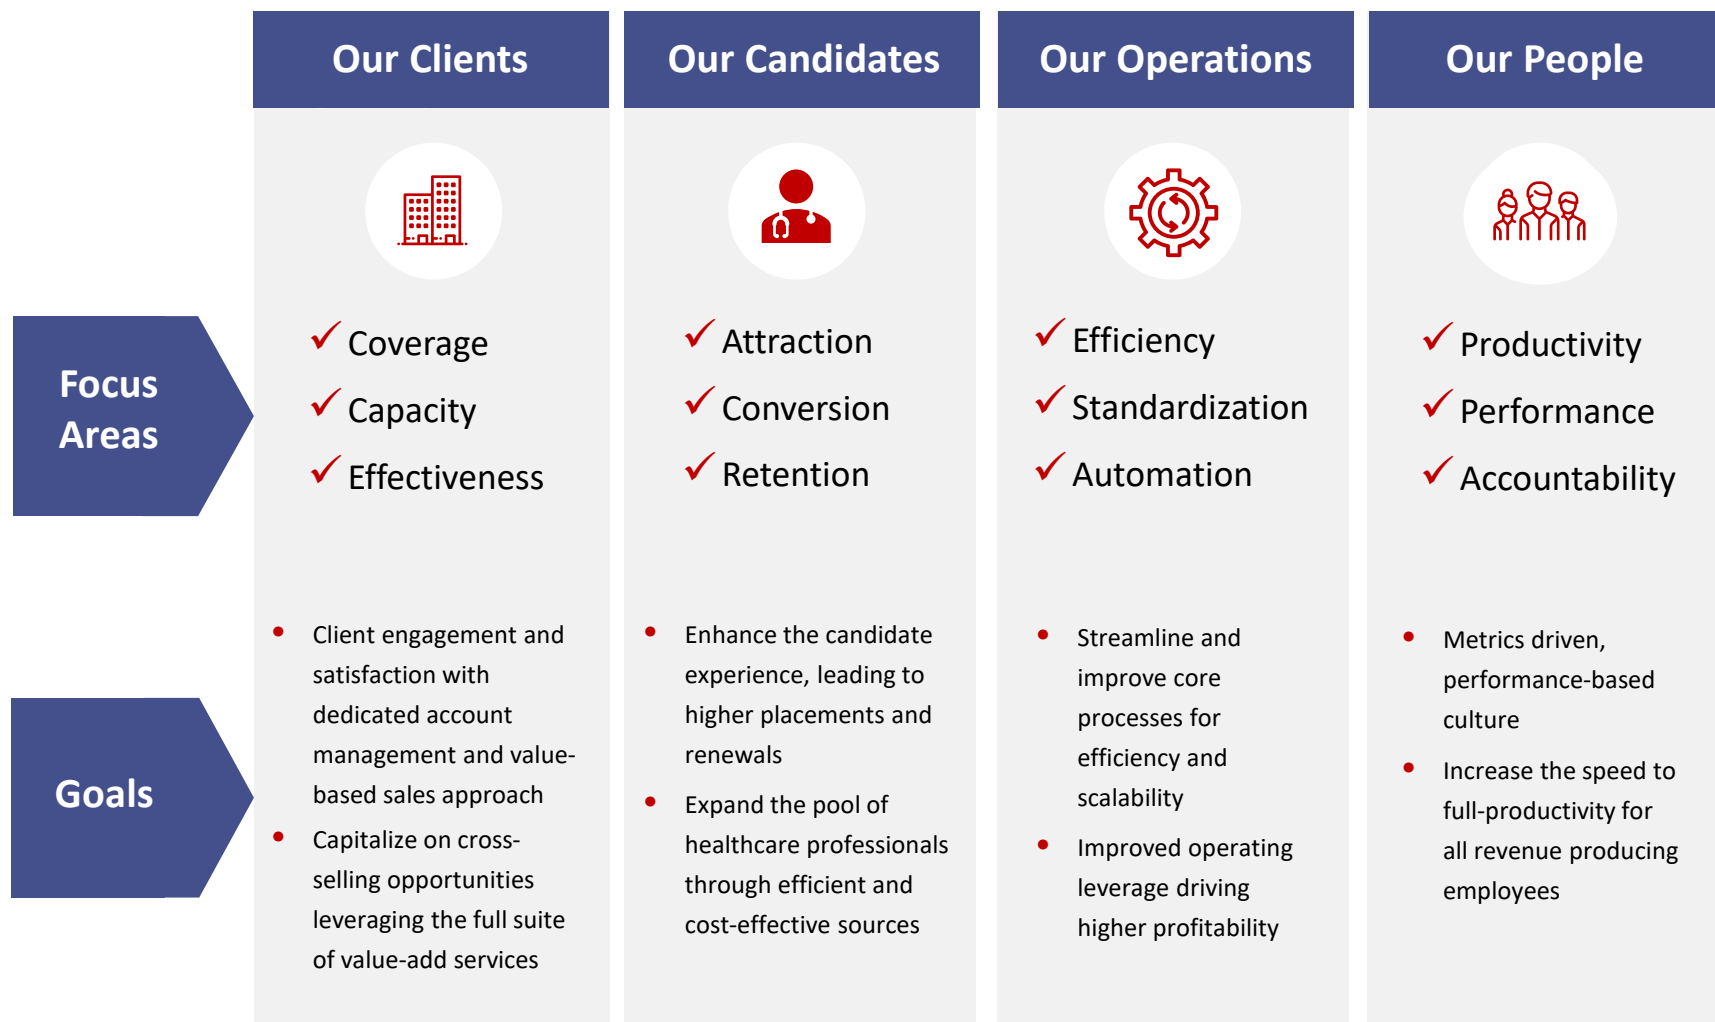 Our Clients
Our Candidates
Our Operations
Our People
Focus
Areas
Coverage
Capacity
Effectiveness
Attraction
Conversion
Retention
Efficiency
Standardization
Automation
Productivity
Performance
Accountability
Goals
• Client engagement and
satisfaction with
dedicated account
management and value-
based sales approach
• Capitalize on cross-
selling opportunities
leveraging the full suite
of value-add services
• Enhance the candidate
experience, leading to
higher placements and
renewals
• Expand the pool of
healthcare professionals
through efficient and
cost-effective sources
• Streamline and
improve core
processes for
efficiency and
scalability
• Improved operating
leverage driving
higher profitability
• Metrics driven,
performance-based
culture
• Increase the speed to
full-productivity for
all revenue producing
employees